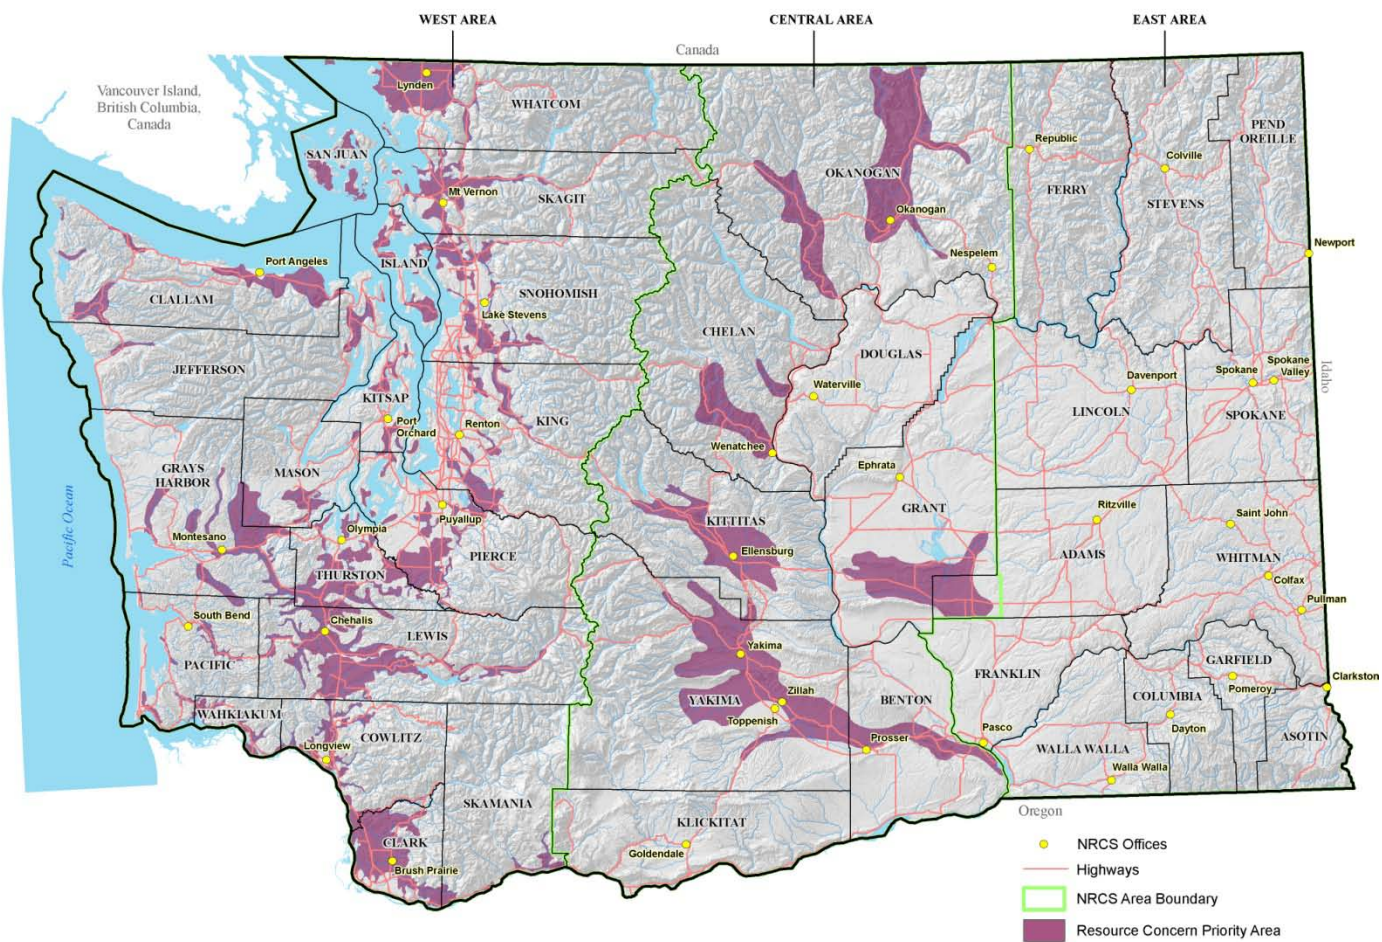 WEST AREA
CENTRAL AREA
EAST AREA
Canada
Vancouver Island,
British Columbia,
Canada
Lynden
WHATCOM
SAN JUAN
Mt Vernon
SKAGIT
OKANOGAN
Okanogan
Nespelem
Republic
FERRY
Colville
STEVENS
PEND
OREILLE
Newport
Port Angeles
CLALLAM
ISLAND
SNOHOMISH
Lake Stevens
CHELAN
DOUGLAS
Waterville
JEFFERSON
KITSAP
Port
Orchard
Renton
KING
Wenatchee
Davenport
LINCOLN
Spokane
Spokane
Valley
SPOKANE
Idaho
GRAYS
HARBOR
MASON
Ephrata
GRANT
Pacific Ocean
Montesano
Olympia
Puyallup
PIERCE
THURSTON
KITTITAS
Ellensburg
Ritzville
ADAMS
Saint John
WHITMAN
Colfax
Pullman
South Bend
PACIFIC
Chehalis
LEWIS
Yakima
YAKIMA
Zillah
Toppenish
BENTON
Prosser
FRANKLIN
Pasco
GARFIELD
Pomeroy
Clarkston
COLUMBIA
Dayton
ASOTIN
WAHKIAKUM
Longview
COWLITZ
WALLA WALLA
Walla Walla
SKAMANIA
KLICKITAT
Goldendale
CLARK
Brush Prairie
Oregon
NRCS Offices
Highways
NRCS Area Boundary
Resource Concern Priority Area